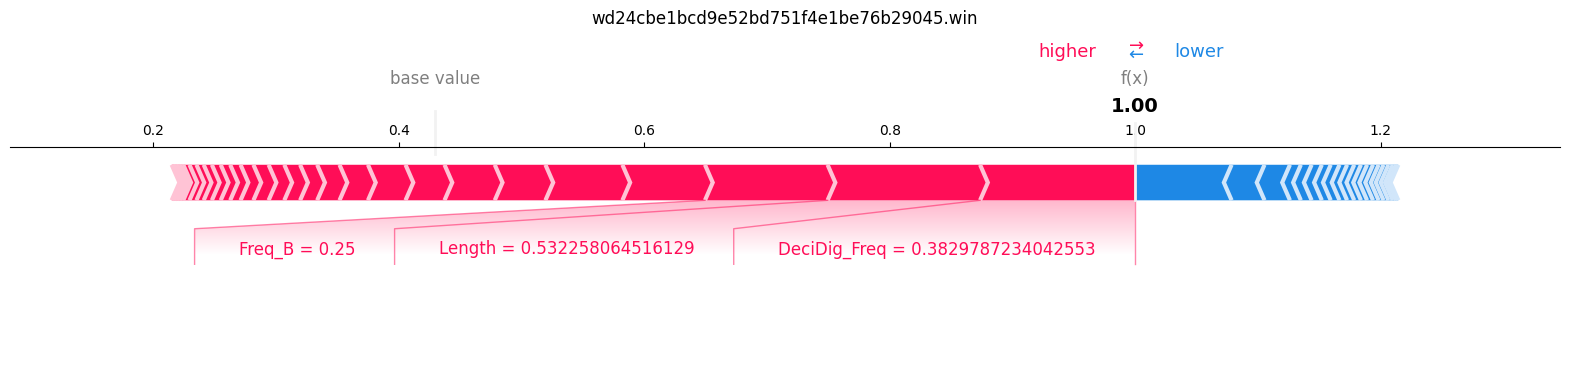 wd24cbe1bcd9e52bd751f4e1be76b29045.win
higher ⇄ lower
base value f(x)
1.00
0.2 0.4 0.6 0.8 1.0 1.2
Freq_B = 0.25 Length = 0.532258064516129 DeciDig_Freq = 0.3829787234042553